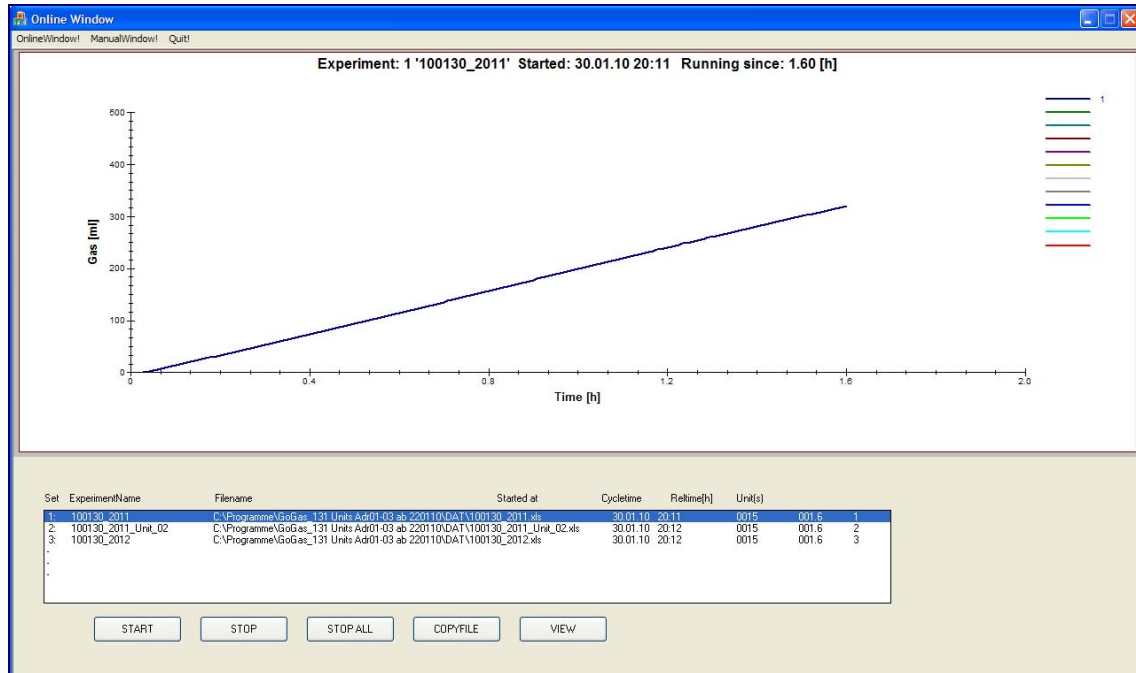 Online Window
OnlineWindow! ManualWindow! Quit!
Experiment: 1 '100130_2011' Started: 30.01.10 20:11 Running since: 1.60 [h]
1
500
400
300
200
100
0
Gas [ml]
0 0.4 0.8 1.2 1.6 2.0
Time [h]
Set ExperimentName Filename Started at Cycletime Reltime[h] Unit(s)
1: 100130_2011 C:\Programme\GoGas_131 Units Adr01-03 ab 220110\DAT\100130_2011.xls 30.01.10 20:11 0015 001.6 1
2: 100130_2011_Unit_02 C:\Programme\GoGas_131 Units Adr01-03 ab 220110\DAT\100130_2011_Unit_02.xls 30.01.10 20:12 0015 001.6 2
3: 100130_2012 C:\Programme\GoGas_131 Units Adr01-03 ab 220110\DAT\100130_2012.xls 30.01.10 20:12 0015 001.6 3
.
.
.
START STOP STOP ALL COPYFILE VIEW